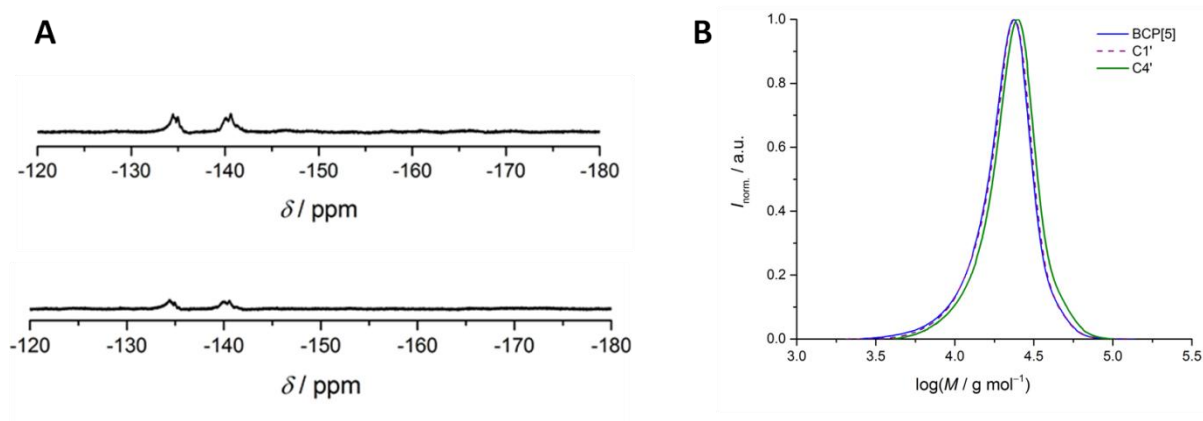 A
-120 -130 -140 -150 -160 -170 -180
δ / ppm
-120 -130 -140 -150 -160 -170 -180
δ / ppm
B
BCP[5]
C1'
C4'
1.0
0.8
0.6
0.4
0.2
0.0
I norm. / a.u.
3.0 3.5 4.0 4.5 5.0 5.5
log(M / g mol⁻¹)